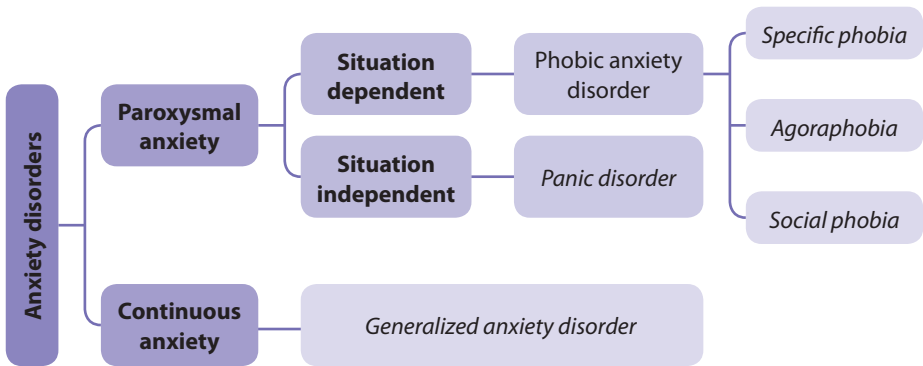 Anxiety disorders
Paroxysmal
anxiety
Situation
dependent
Phobic anxiety
disorder
Specific phobia
Agoraphobia
Social phobia
Situation
independent
Panic disorder
Continuous
anxiety
Generalized anxiety disorder